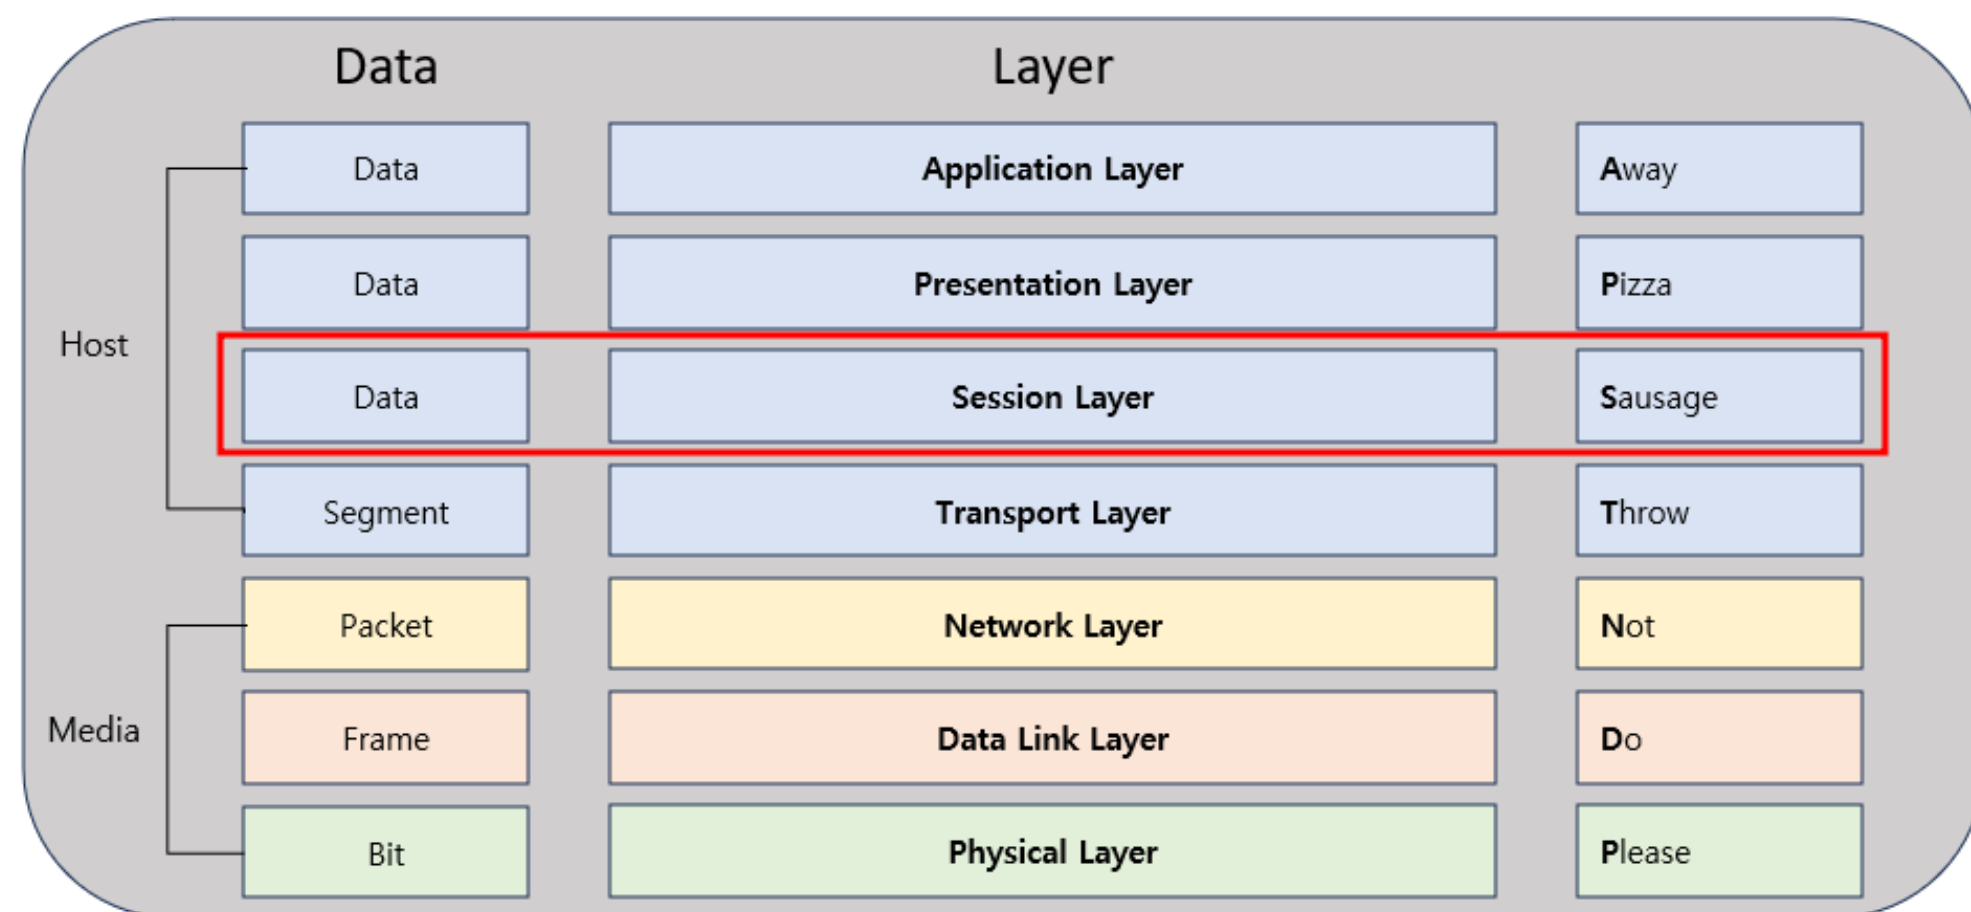 Data Layer
Data Application Layer Away
Data Presentation Layer Pizza
Host
Data Session Layer Sausage
Segment Transport Layer Throw
Packet Network Layer Not
Media
Frame Data Link Layer Do
Bit Physical Layer Please